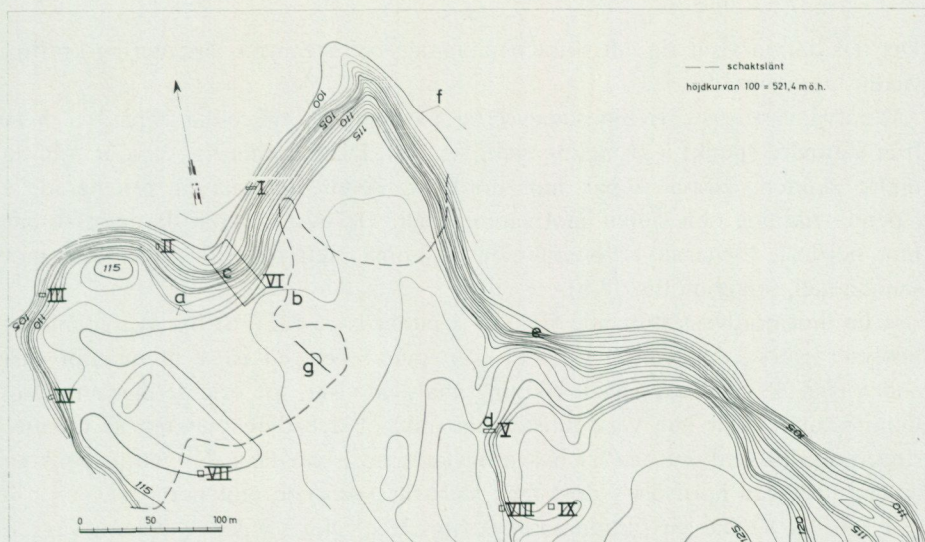 schaktslänt
höjdkurvan 100 = 521,4 m ö.h.
100
105
110
115
f
I
II
115
c
VI
a
b
III
105
110
g
e
IV
d
V
105
VII
115
VIII
IX
125
120
115
110
0 50 100 m